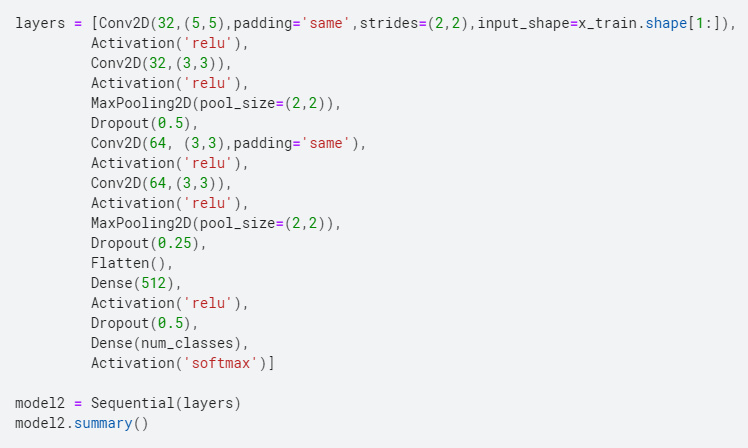 layers = [Conv2D(32,(5,5),padding='same',strides=(2,2),input_shape=x_train.shape[1:]),
         Activation('relu'),
         Conv2D(32,(3,3)),
         Activation('relu'),
         MaxPooling2D(pool_size=(2,2)),
         Dropout(0.5),
         Conv2D(64, (3,3),padding='same'),
         Activation('relu'),
         Conv2D(64,(3,3)),
         Activation('relu'),
         MaxPooling2D(pool_size=(2,2)),
         Dropout(0.25),
         Flatten(),
         Dense(512),
         Activation('relu'),
         Dropout(0.5),
         Dense(num_classes),
         Activation('softmax')]

model2 = Sequential(layers)
model2.summary()